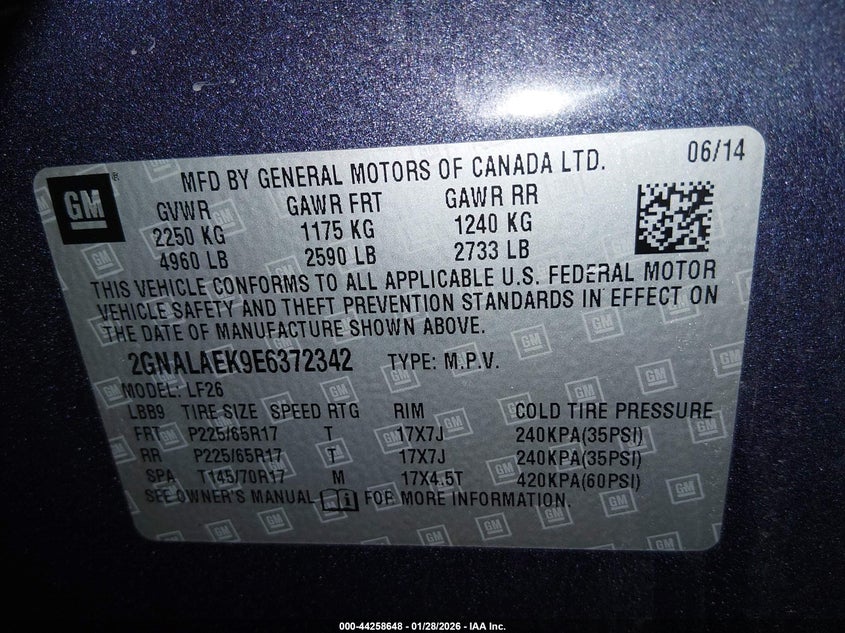 MFD BY GENERAL MOTORS OF CANADA LTD. 06/14
GM
GVWR GAWR FRT GAWR RR
2250 KG 1175 KG 1240 KG
4960 LB 2590 LB 2733 LB
THIS VEHICLE CONFORMS TO ALL APPLICABLE U.S. FEDERAL MOTOR
VEHICLE SAFETY AND THEFT PREVENTION STANDARDS IN EFFECT ON
THE DATE OF MANUFACTURE SHOWN ABOVE.
2GNALAEK9E6372342 TYPE: M.P.V.
MODEL: LF26
LBB9 TIRE SIZE SPEED RTG RIM COLD TIRE PRESSURE
FRT P225/65R17 T 17X7J 240KPA(35PSI)
RR P225/65R17 T 17X7J 240KPA(35PSI)
SPA T145/70R17 M 17X4.5T 420KPA(60PSI)
SEE OWNER'S MANUAL i FOR MORE INFORMATION.
000-44258648 - 01/28/2026 - IAA Inc.